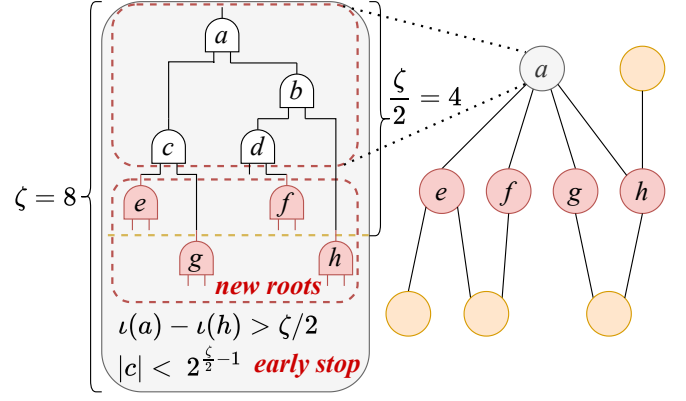 a
b
c
d
e
f
g
h
new roots
ι(a) − ι(h) > ζ/2
|c| < 2^{ζ/2 − 1}
early stop
ζ = 8
ζ/2 = 4
a
e
f
g
h